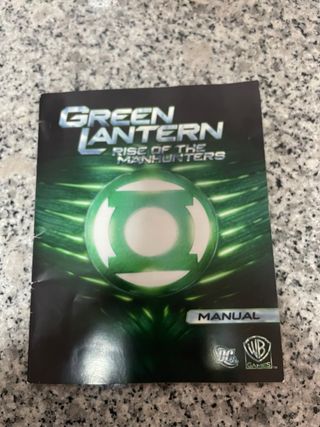 GREEN
LANTERN
RISE OF THE
MANHUNTERS
MANUAL
DC
WB
GAMES